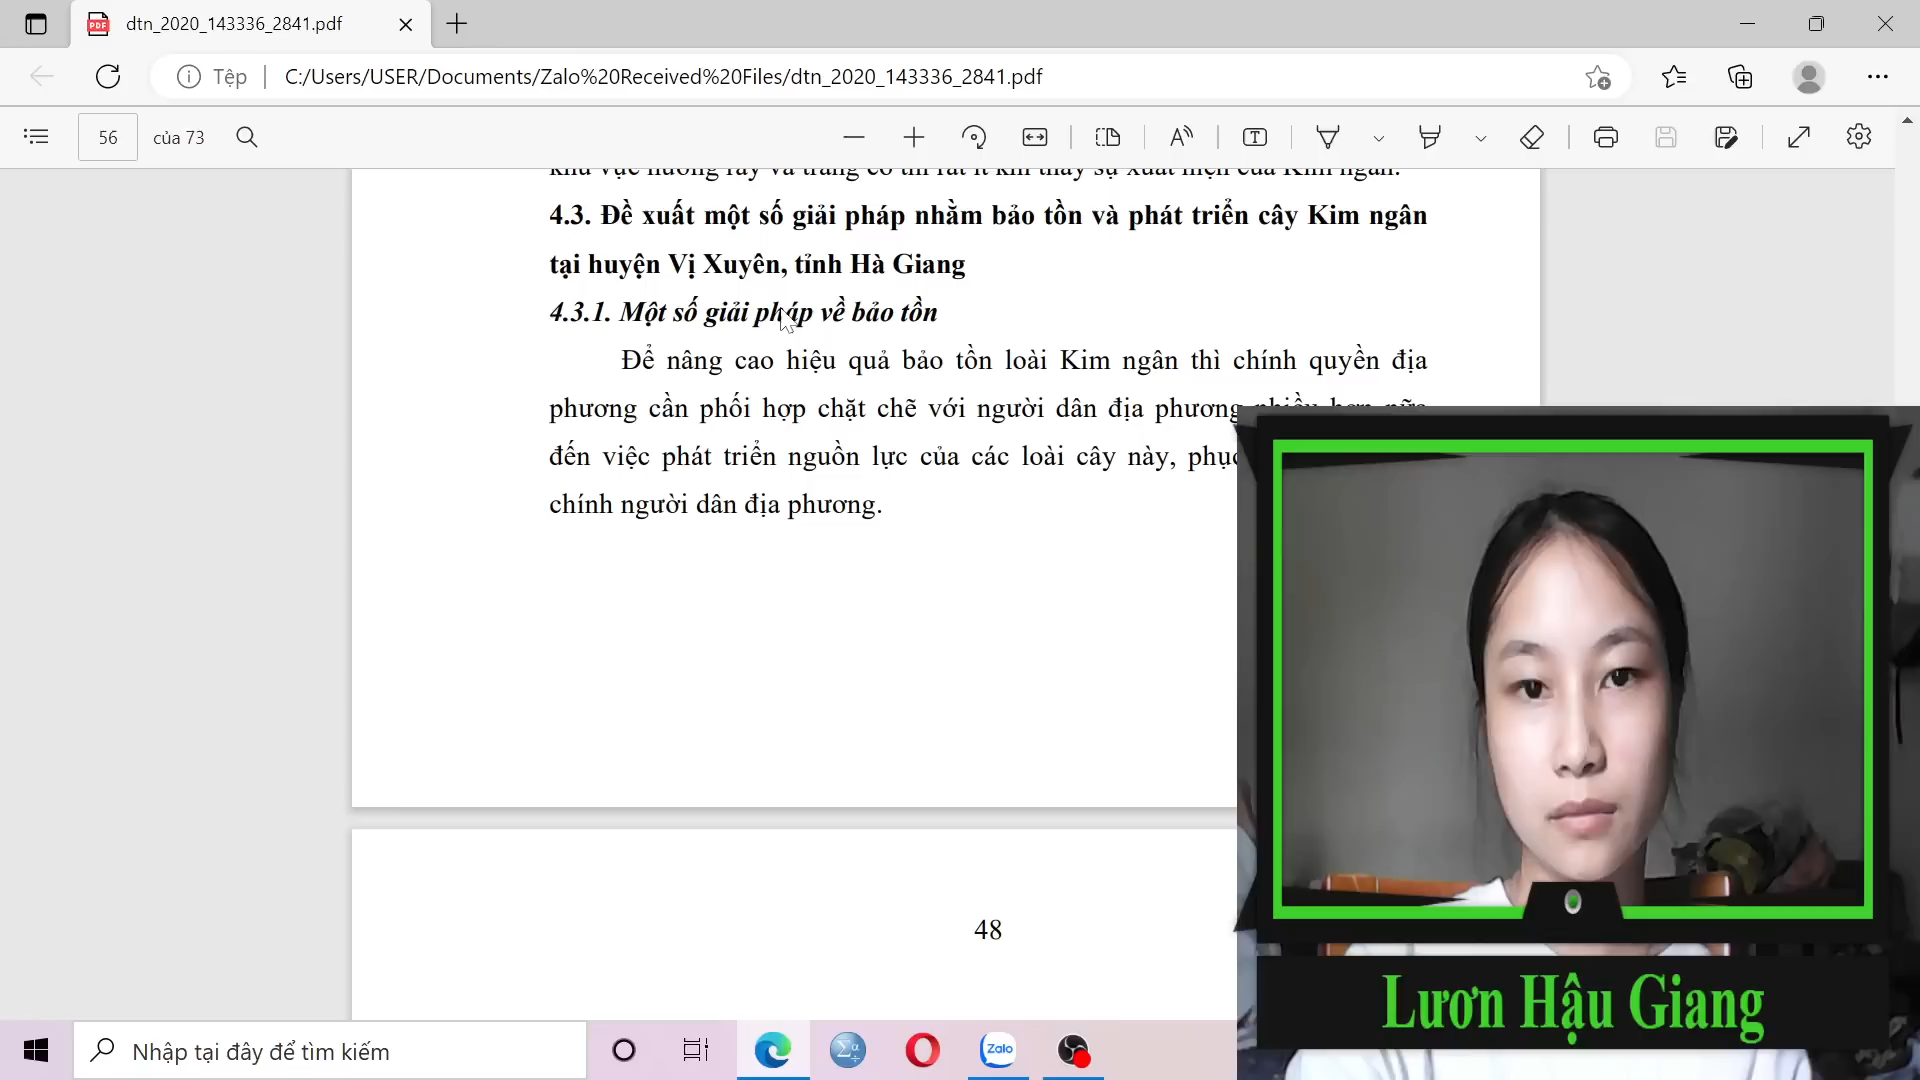 dtn_2020_143336_2841.pdf
Tệp
C:/Users/USER/Documents/Zalo%20Received%20Files/dtn_2020_143336_2841.pdf
56 của 73
4.3. Đề xuất một số giải pháp nhằm bảo tồn và phát triển cây Kim ngân
tại huyện Vị Xuyên, tỉnh Hà Giang
4.3.1. Một số giải pháp về bảo tồn
Để nâng cao hiệu quả bảo tồn loài Kim ngân thì chính quyền địa
phương cần phối hợp chặt chẽ với người dân địa phương
đến việc phát triển nguồn lực của các loài cây này,
chính người dân địa phương.
48
Lươn Hậu Giang
Nhập tại đây để tìm kiếm
Zalo